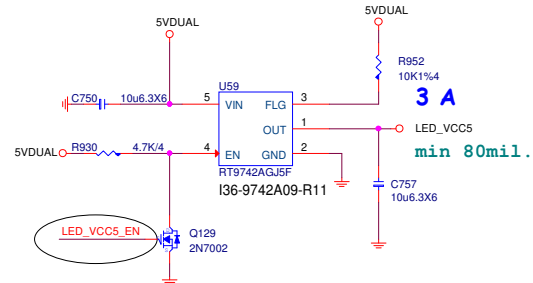 5VDUAL
5VDUAL
R952
10K1%4
3 A
U59
C750
10u6.3X6
5
VIN
FLG
3
OUT
1
LED_VCC5
min 80mil.
5VDUAL
R930
4.7K/4
4
EN
GND
2
RT9742AGJ5F
I36-9742A09-R11
C757
10u6.3X6
LED_VCC5_EN
Q129
2N7002